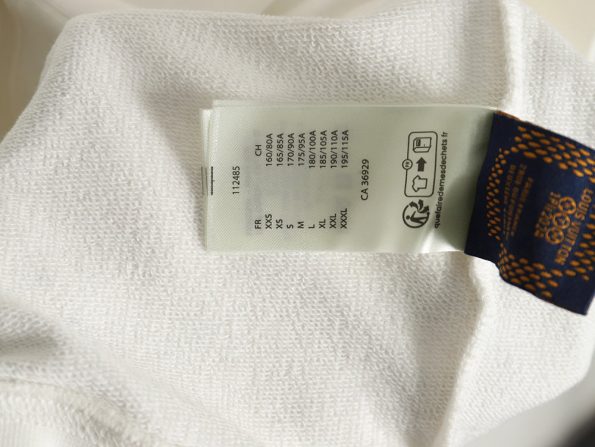 quefairedemesdechets.fr
FR
CA 36929
FR CH
XXS 160/80A
XS 165/85A
S 170/90A
M 175/95A
L 180/100A
XL 185/105A
XXL 190/110A
XXXL 195/115A
112485
LOUIS VUITTON